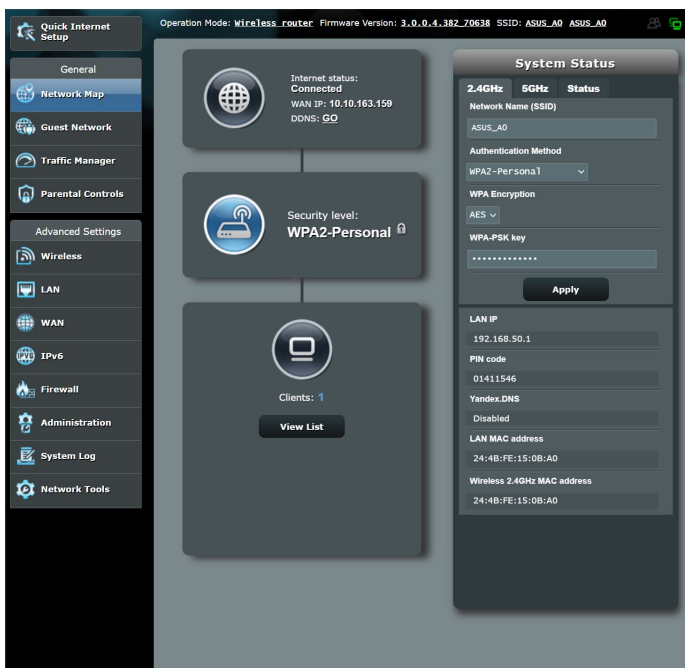 Quick Internet
Setup
Operation Mode: Wireless router Firmware Version: 3.0.0.4.382_70638 SSID: ASUS_A0 ASUS_A0
General
Network Map
Guest Network
Traffic Manager
Parental Controls
Advanced Settings
Wireless
LAN
WAN
IPv6
Firewall
Administration
System Log
Network Tools
Internet status:
Connected
WAN IP: 10.10.163.159
DDNS: GO
Security level:
WPA2-Personal
Clients: 1
View List
System Status
2.4GHz 5GHz Status
Network Name (SSID)
ASUS_A0
Authentication Method
WPA2-Personal
WPA Encryption
AES
WPA-PSK key
•••••••••••••
Apply
LAN IP
192.168.50.1
PIN code
01411546
Yandex.DNS
Disabled
LAN MAC address
24:4B:FE:15:0B:A0
Wireless 2.4GHz MAC address
24:4B:FE:15:0B:A0